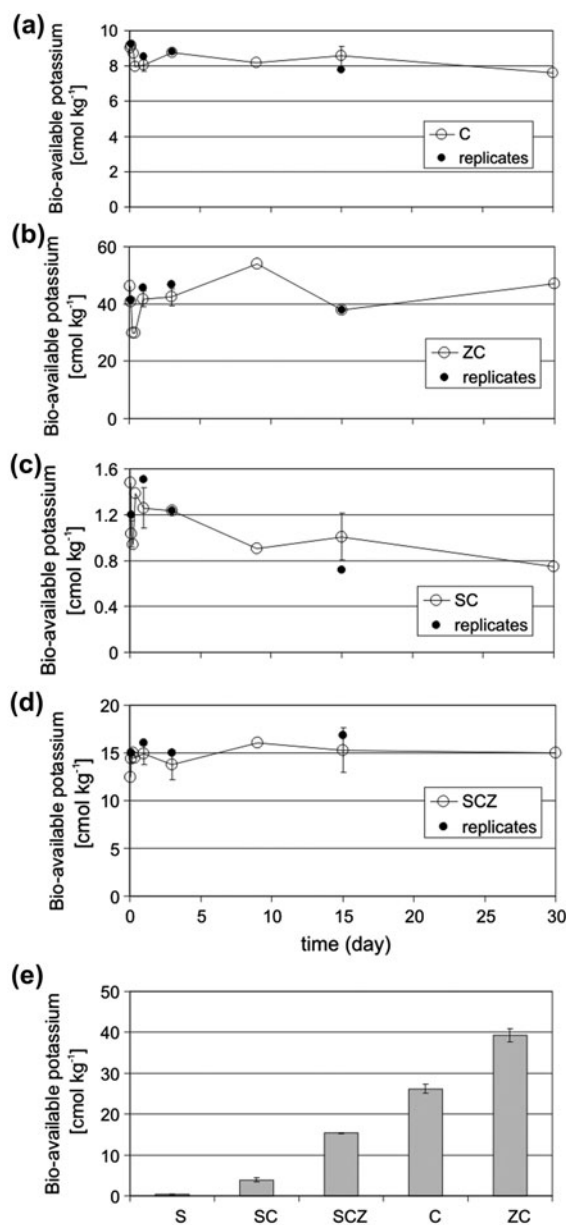 (a)
Bio-available potassium
[cmol kg⁻¹]
10
8
6
4
2
0
C
replicates
(b)
Bio-available potassium
[cmol kg⁻¹]
60
40
20
0
ZC
replicates
(c)
Bio-available potassium
[cmol kg⁻¹]
1.6
1.2
0.8
0.4
0
SC
replicates
(d)
Bio-available potassium
[cmol kg⁻¹]
20
15
10
5
0
SCZ
replicates
0 5 10 15 20 25 30
time (day)
(e)
Bio-available potassium
[cmol kg⁻¹]
50
40
30
20
10
0
S SC SCZ C ZC